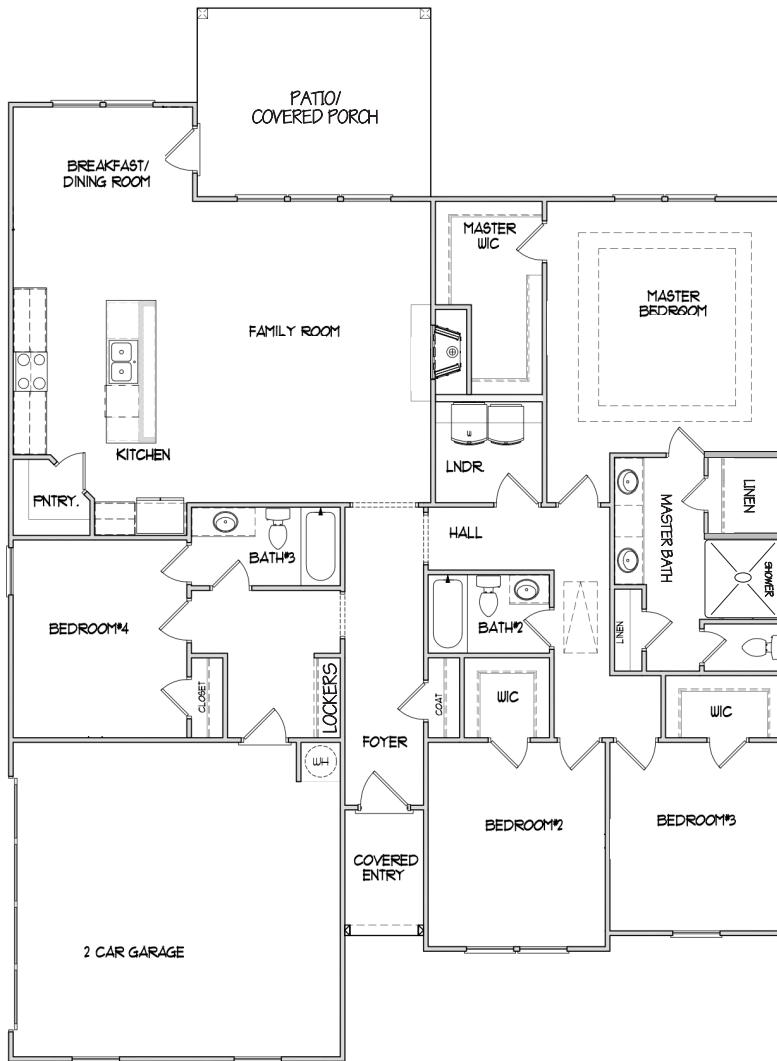 PATIO/
COVERED PORCH
BREAKFAST/
DINING ROOM
MASTER
WIC
MASTER
BEDROOM
FAMILY ROOM
KITCHEN
W
LNDR.
PNTRY.
LINEN
MASTER BATH
HALL
BATH#3
SHOWER
BEDROOM#4
BATH#2
LINEN
CLOSET
LOCKERS
COAT
WIC
WIC
FOYER
WH
BEDROOM#2
BEDROOM#3
COVERED
ENTRY
2 CAR GARAGE